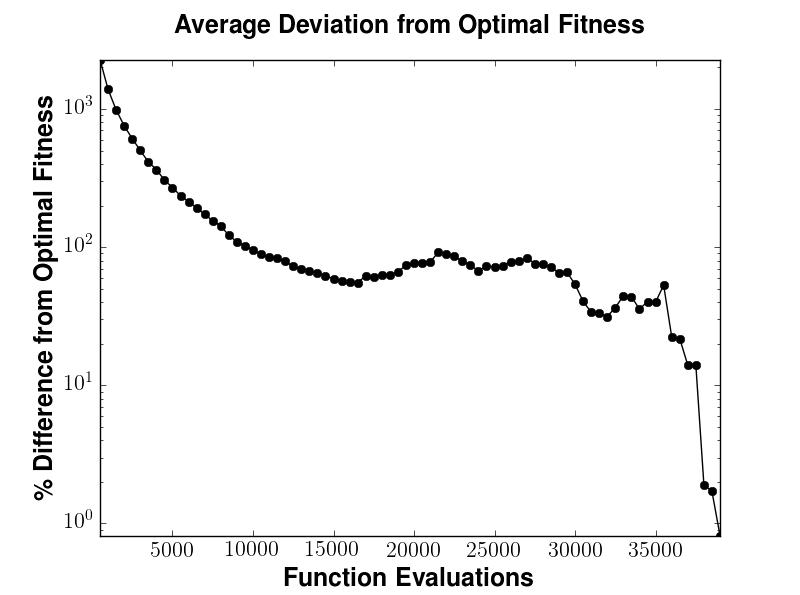 Average Deviation from Optimal Fitness
% Difference from Optimal Fitness
10^3
10^2
10^1
10^0
5000 10000 15000 20000 25000 30000 35000
Function Evaluations